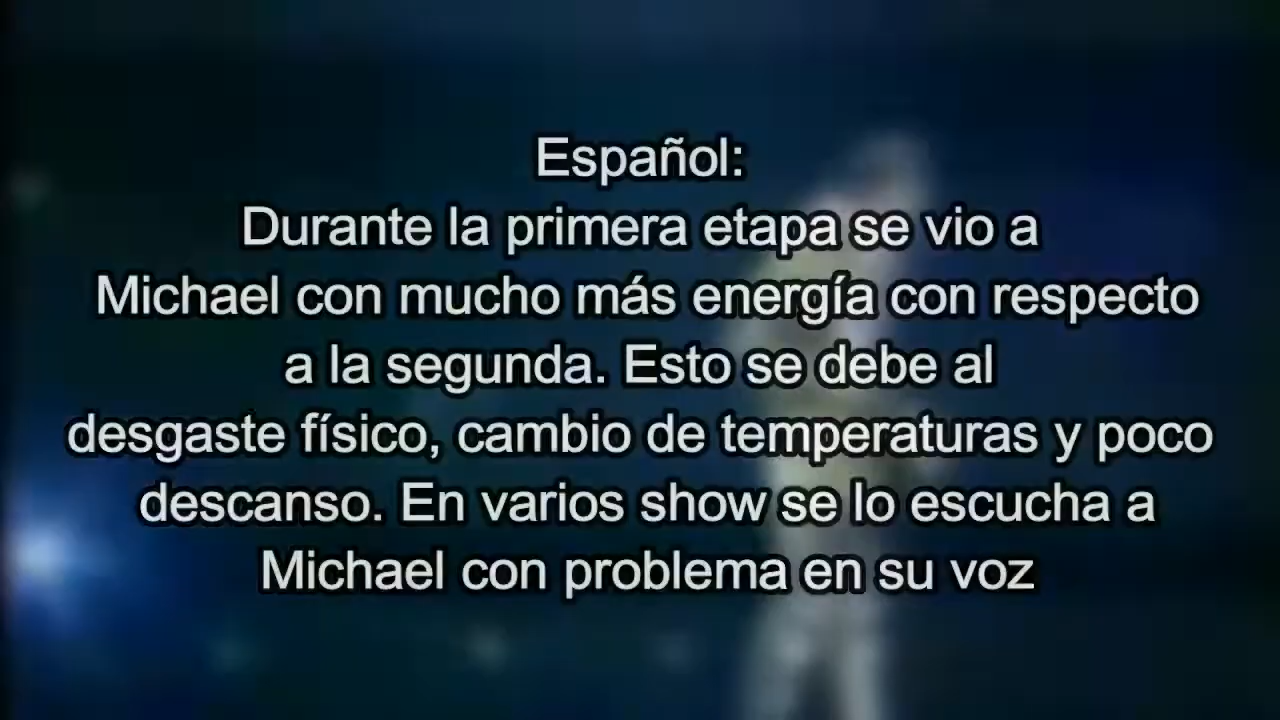 Español:
Durante la primera etapa se vio a
Michael con mucho más energía con respecto
a la segunda. Esto se debe al
desgaste físico, cambio de temperaturas y poco
descanso. En varios show se lo escucha a
Michael con problema en su voz